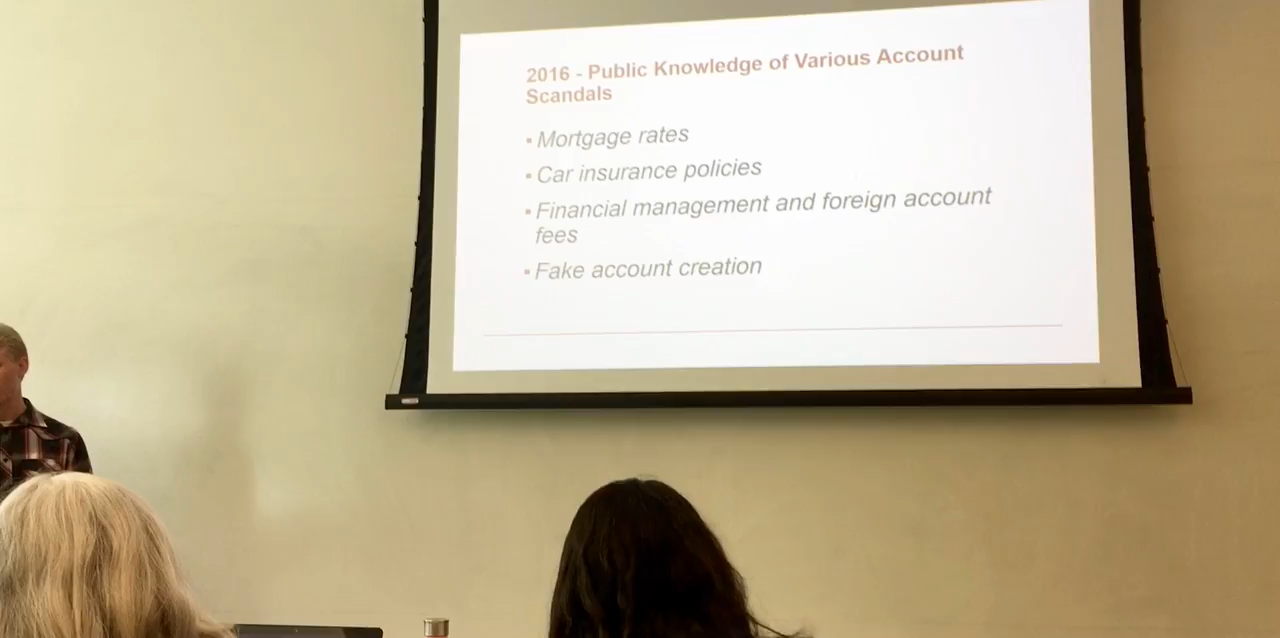 2016 - Public Knowledge of Various Account
Scandals
▪ Mortgage rates
▪ Car insurance policies
▪ Financial management and foreign account
fees
▪ Fake account creation